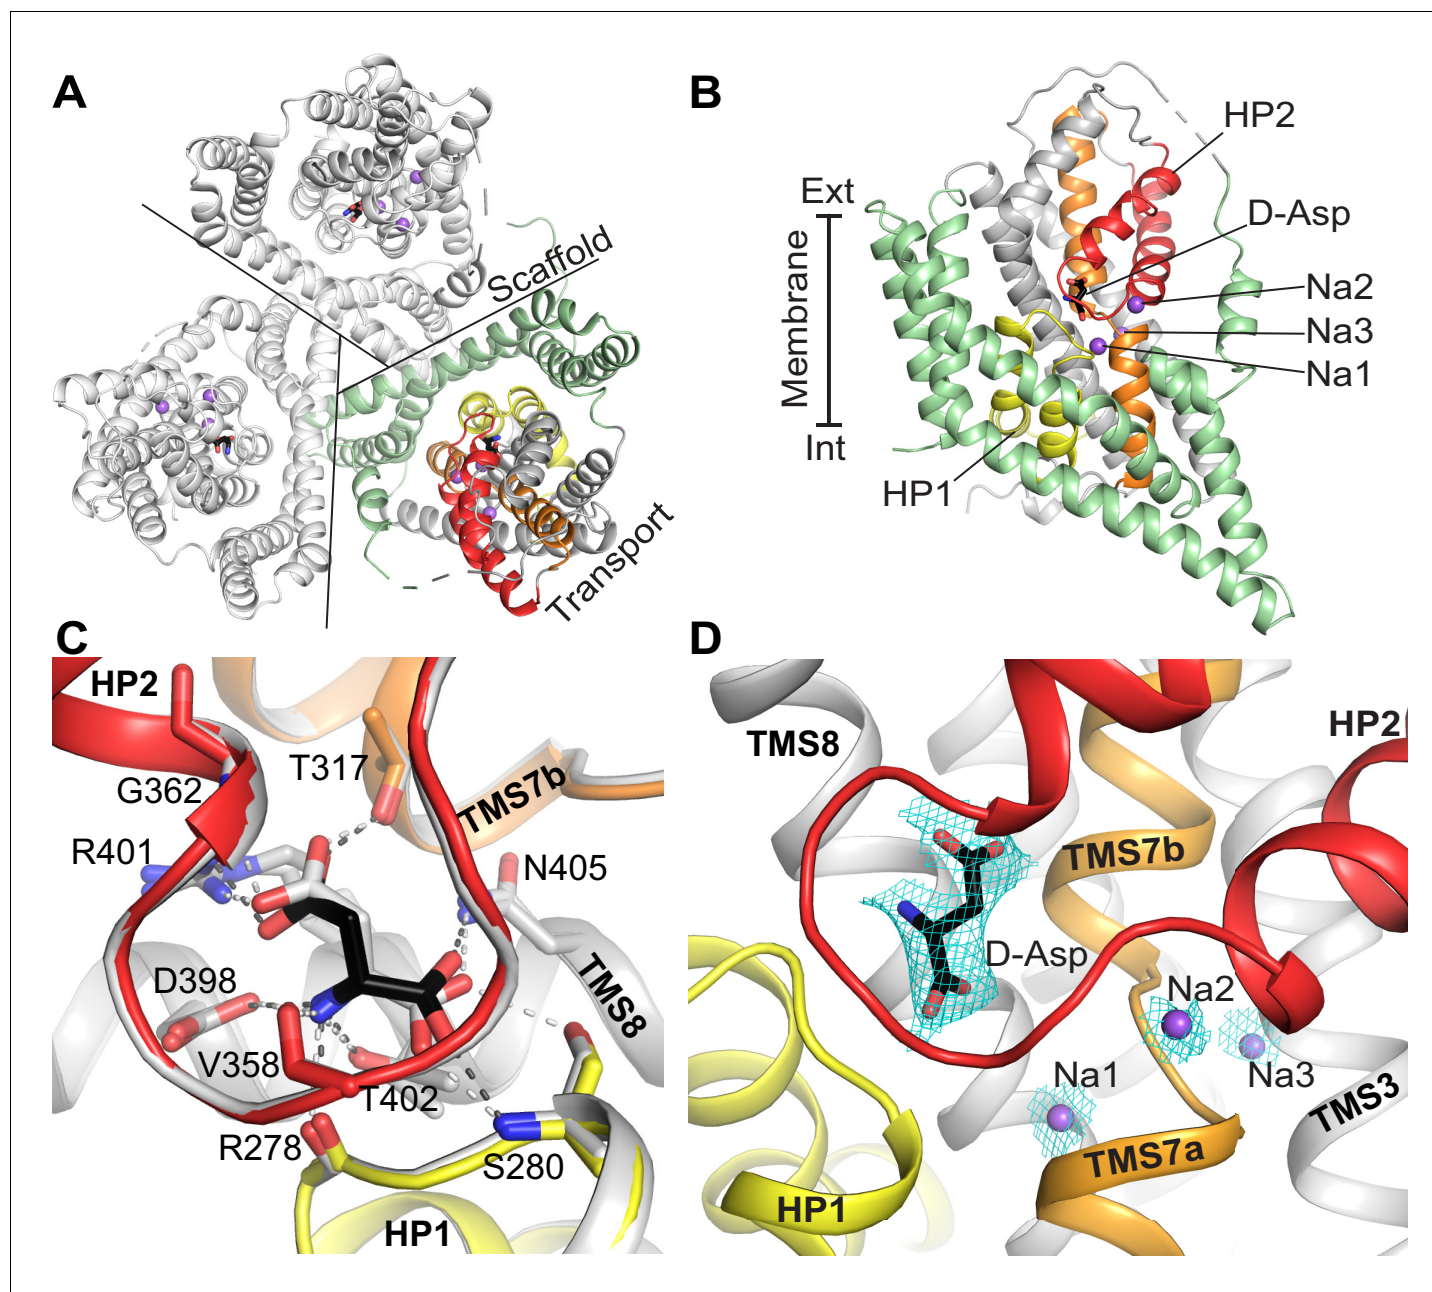 A
Scaffold
Transport
B
HP2
Ext
D-Asp
Membrane
Na2
Na3
Na1
Int
HP1
C
HP2
T317
G362
TMS7b
R401
N405
D398
TMS8
V358
T402
R278
S280
HP1
D
HP2
TMS8
TMS7b
D-Asp
Na2
Na1
Na3
TMS3
TMS7a
HP1